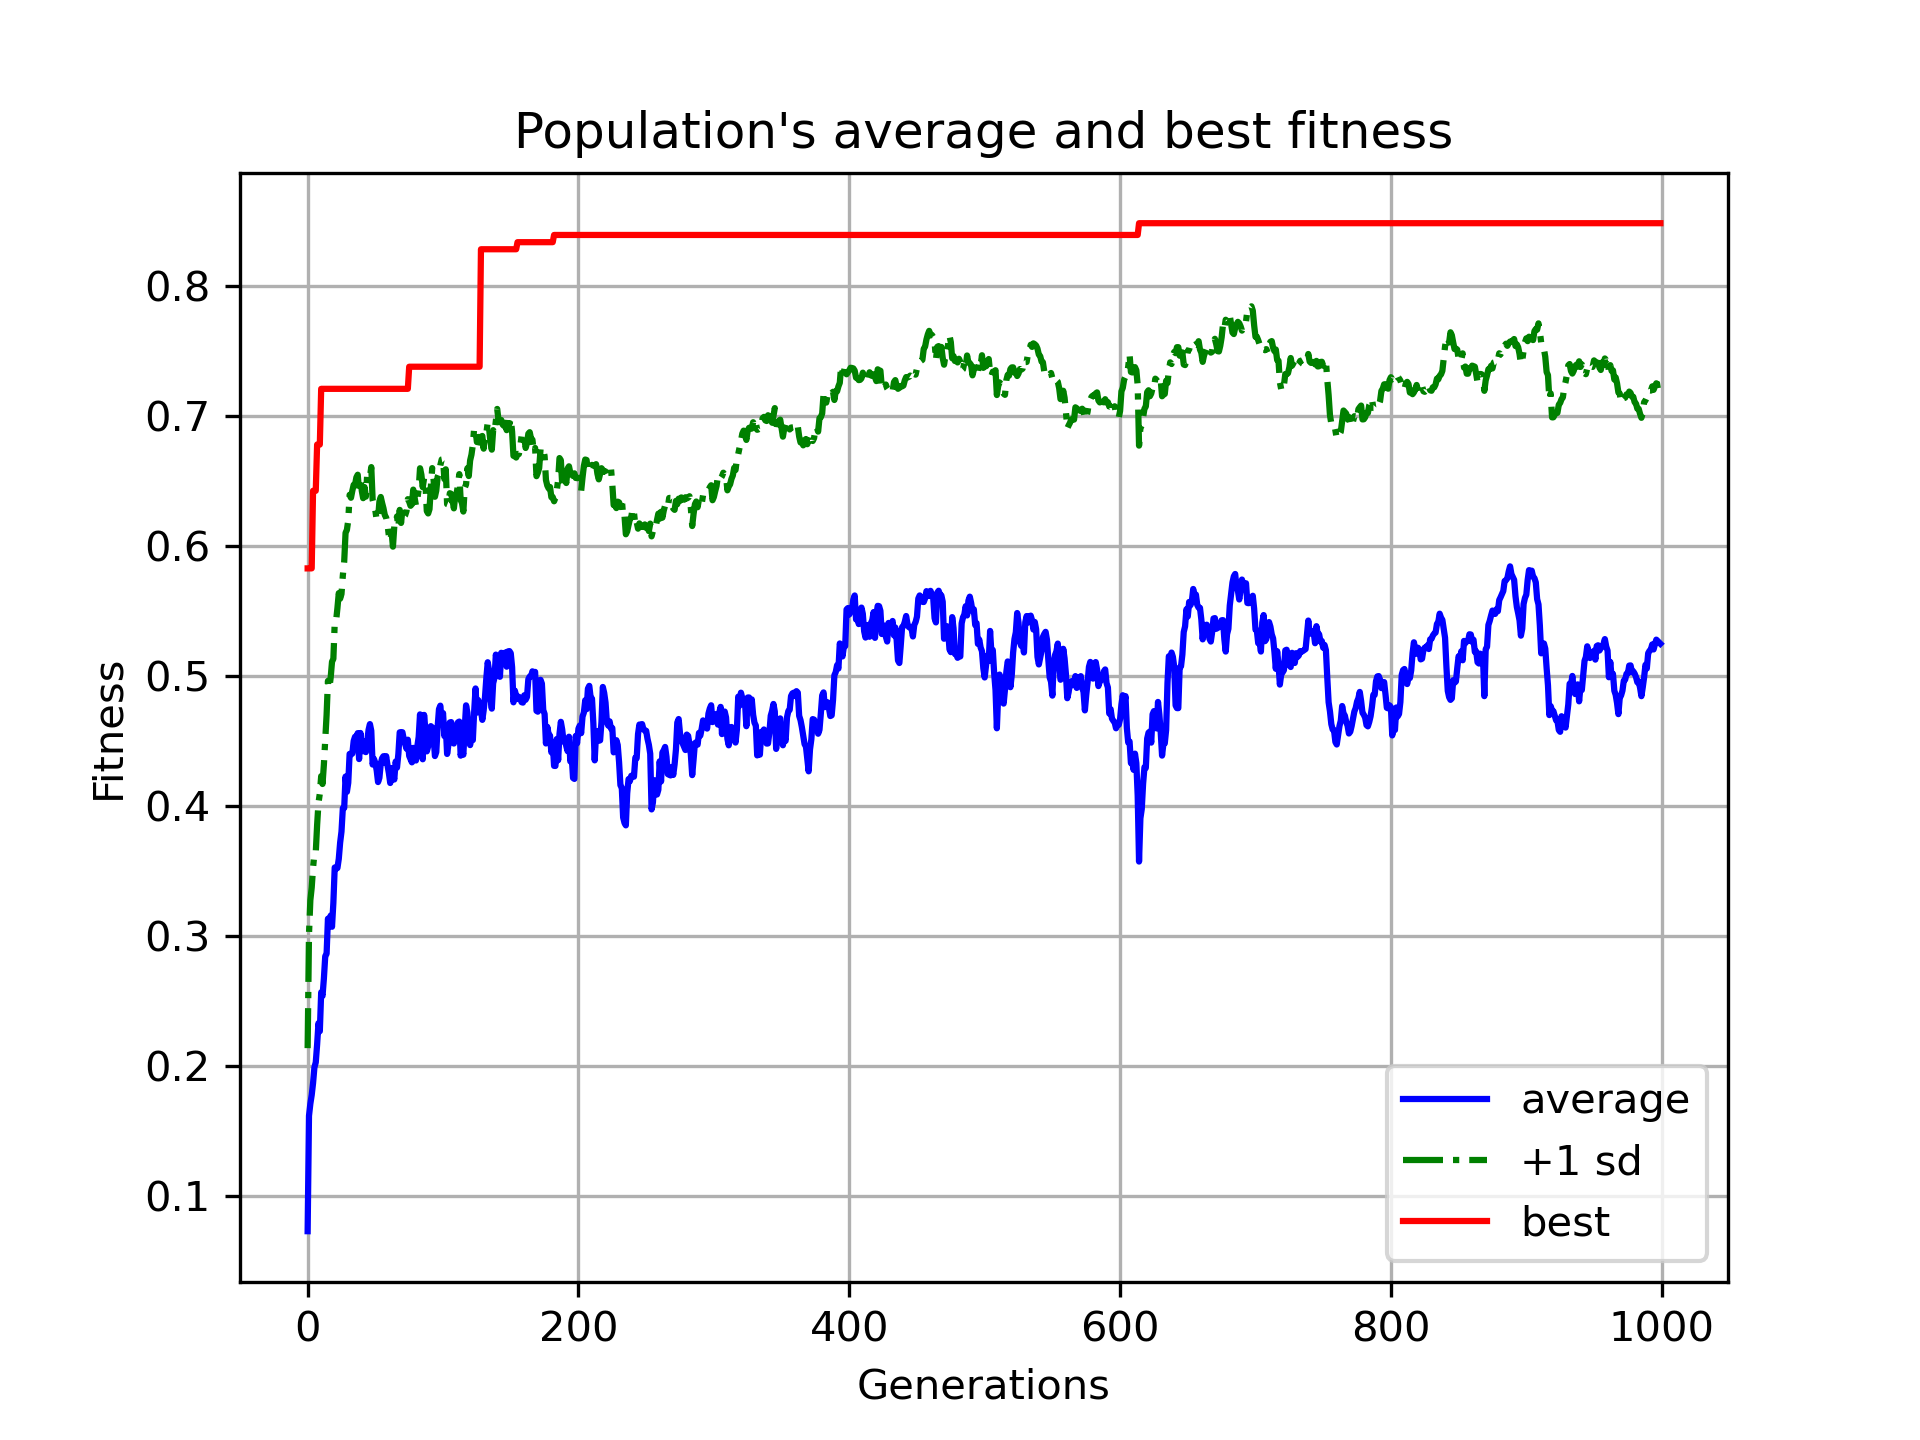 Population's average and best fitness
Fitness
0.8
0.7
0.6
0.5
0.4
0.3
0.2
0.1
average
+1 sd
best
0 200 400 600 800 1000
Generations